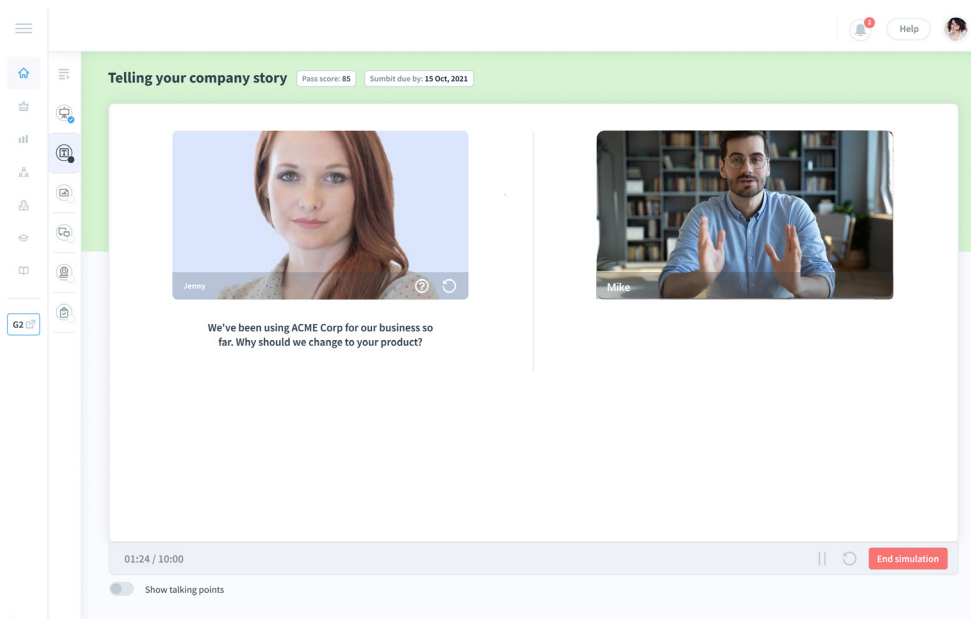 2
Help
Telling your company story
Pass score: 85
Sumbit due by: 15 Oct, 2021
Jenny
Mike
We've been using ACME Corp for our business so
far. Why should we change to your product?
G2
01:24 / 10:00
End simulation
Show talking points